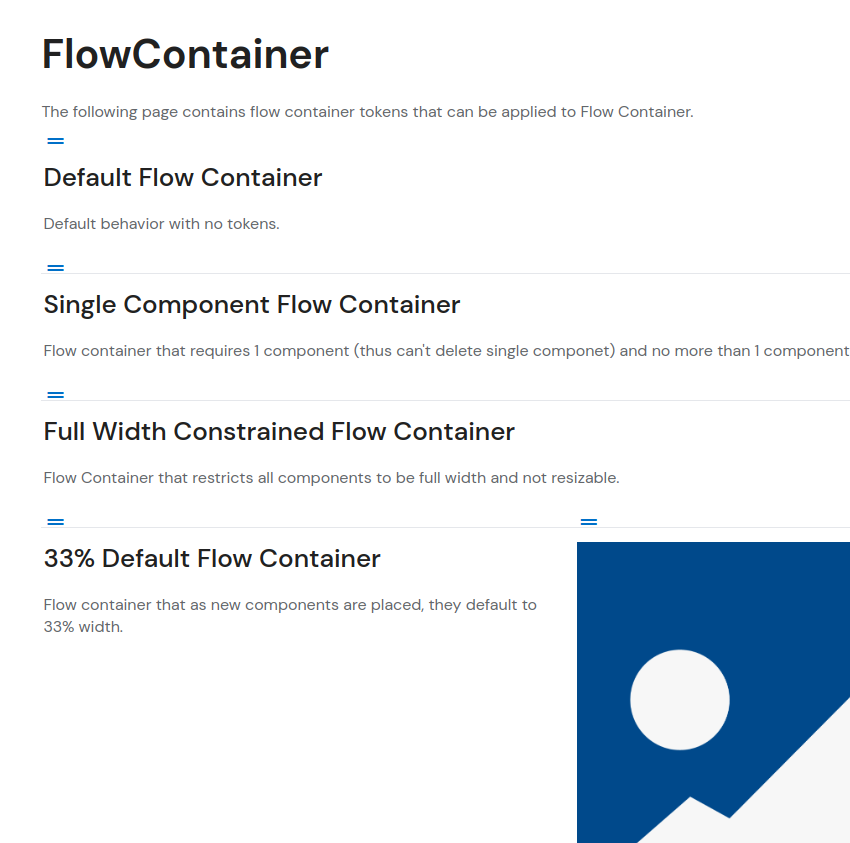 FlowContainer
The following page contains flow container tokens that can be applied to Flow Container.
Default Flow Container
Default behavior with no tokens.
Single Component Flow Container
Flow container that requires 1 component (thus can't delete single componet) and no more than 1 component
Full Width Constrained Flow Container
Flow Container that restricts all components to be full width and not resizable.
33% Default Flow Container
Flow container that as new components are placed, they default to
33% width.